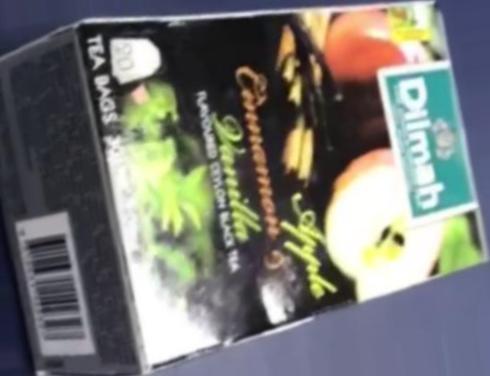 Dilmah
Apple
Cinnamon &
Vanilla
FLAVOURED CEYLON BLACK TEA
20
TEA BAGS